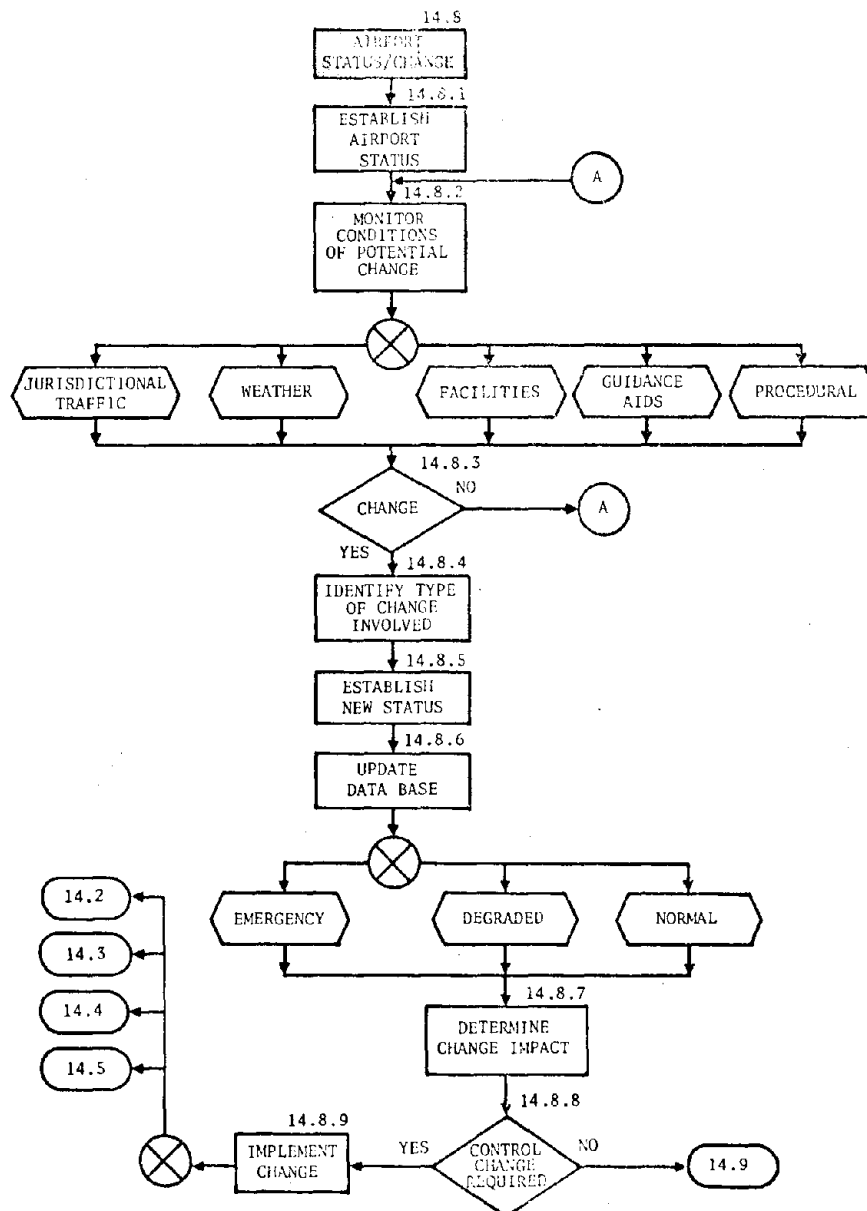 14.8
AIRPORT
STATUS/CHANGE
14.8.1
ESTABLISH
AIRPORT
STATUS
A
14.8.2
MONITOR
CONDITIONS
OF POTENTIAL
CHANGE
JURISDICTIONAL
TRAFFIC
WEATHER
FACILITIES
GUIDANCE
AIDS
PROCEDURAL
14.8.3
CHANGE
NO
A
YES
14.8.4
IDENTIFY TYPE
OF CHANGE
INVOLVED
14.8.5
ESTABLISH
NEW STATUS
14.8.6
UPDATE
DATA BASE
EMERGENCY
DEGRADED
NORMAL
14.2
14.3
14.4
14.5
14.8.7
DETERMINE
CHANGE IMPACT
14.8.8
CONTROL
CHANGE
REQUIRED
YES
NO
14.8.9
IMPLEMENT
CHANGE
14.9